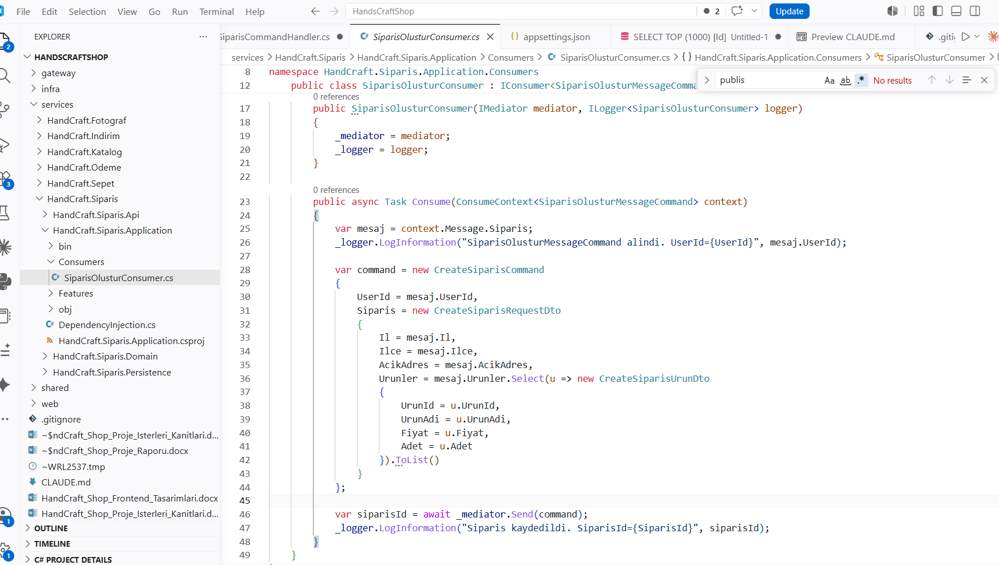 File Edit Selection View Go Run Terminal Help
HandsCraftShop
2
Update
EXPLORER
SiparisCommandHandler.cs
SiparisOlusturConsumer.cs
appsettings.json
SELECT TOP (1000) [Id] Untitled-1
Preview CLAUDE.md
services > HandCraft.Siparis > HandCraft.Siparis.Application > Consumers > SiparisOlusturConsumer.cs > {} HandCraft.Siparis.Application.Consumers > SiparisOlusturConsumer >
publis
Aa ab .* No results
HANDSCRAFTSHOP
gateway
infra
services
HandCraft.Fotograf
HandCraft.Indirim
HandCraft.Katalog
HandCraft.Odeme
HandCraft.Sepet
HandCraft.Siparis
HandCraft.Siparis.Api
HandCraft.Siparis.Application
bin
Consumers
SiparisOlusturConsumer.cs
Features
obj
DependencyInjection.cs
HandCraft.Siparis.Application.csproj
HandCraft.Siparis.Domain
HandCraft.Siparis.Persistence
shared
web
.gitignore
~$ndCraft_Shop_Proje_Isterleri_Kanitlari.d...
~$ndCraft_Shop_Proje_Raporu.docx
~WRL2537.tmp
CLAUDE.md
HandCraft_Shop_Frontend_Tasarimlari.docx
HandCraft_Shop_Proje_Isterleri_Kanitlari.d...
OUTLINE
TIMELINE
C# PROJECT DETAILS
2
3
1
1
8 namespace HandCraft.Siparis.Application.Consumers
12 public class SiparisOlusturConsumer : IConsumer<SiparisOlusturMessageComma
0 references
17 public SiparisOlusturConsumer(IMediator mediator, ILogger<SiparisOlusturConsumer> logger)
18 {
19 _mediator = mediator;
20 _logger = logger;
21 }
22
0 references
23 public async Task Consume(ConsumeContext<SiparisOlusturMessageCommand> context)
24 {
25 var mesaj = context.Message.Siparis;
26 _logger.LogInformation("SiparisOlusturMessageCommand alindi. UserId={UserId}", mesaj.UserId);
27
28 var command = new CreateSiparisCommand
29 {
30 UserId = mesaj.UserId,
31 Siparis = new CreateSiparisRequestDto
32 {
33 Il = mesaj.Il,
34 Ilce = mesaj.Ilce,
35 AcikAdres = mesaj.AcikAdres,
36 Urunler = mesaj.Urunler.Select(u => new CreateSiparisUrunDto
37 {
38 UrunId = u.UrunId,
39 UrunAdi = u.UrunAdi,
40 Fiyat = u.Fiyat,
41 Adet = u.Adet
42 }).ToList()
43 }
44 };
45
46 var siparisId = await _mediator.Send(command);
47 _logger.LogInformation("Siparis kaydedildi. SiparisId={SiparisId}", siparisId);
48 }
49 }